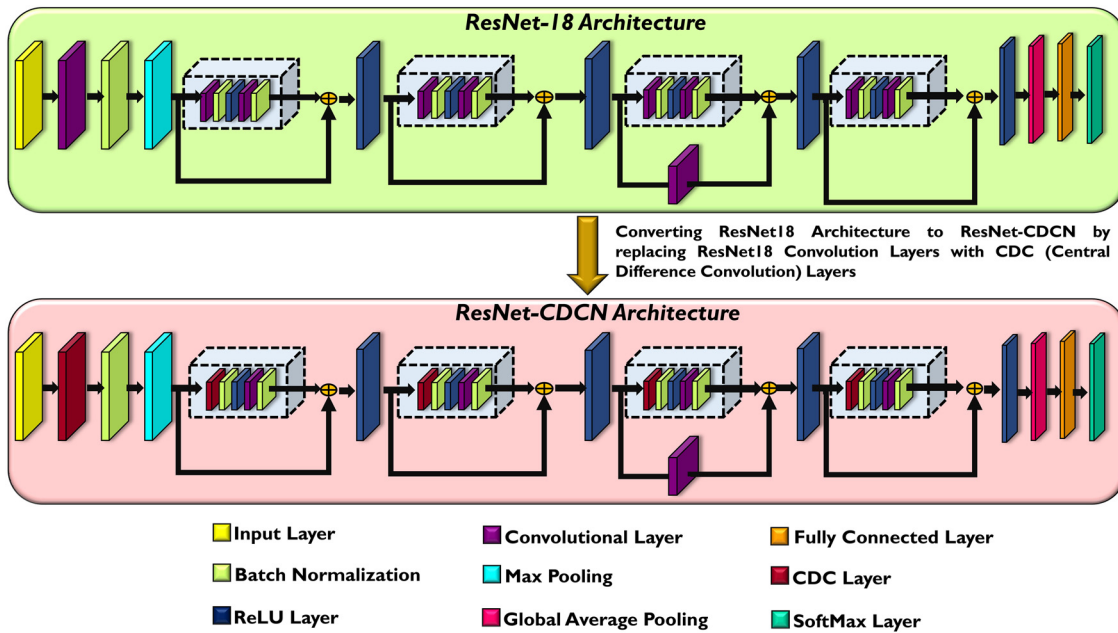 ResNet-18 Architecture
Converting ResNet18 Architecture to ResNet-CDCN by
replacing ResNet18 Convolution Layers with CDC (Central
Difference Convolution) Layers
ResNet-CDCN Architecture
Input Layer
Convolutional Layer
Fully Connected Layer
Batch Normalization
Max Pooling
CDC Layer
ReLU Layer
Global Average Pooling
SoftMax Layer